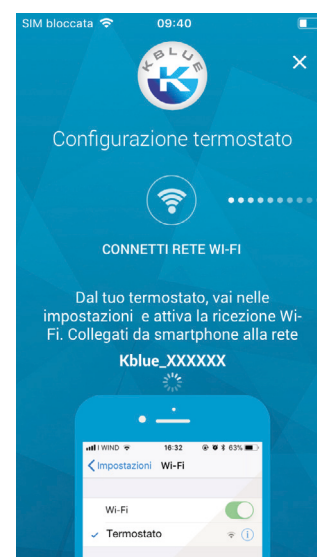 SIM bloccata 09:40
KBLUE
K
Configurazione termostato
CONNETTI RETE WI-FI
Dal tuo termostato, vai nelle
impostazioni e attiva la ricezione Wi-
Fi. Collegati da smartphone alla rete
Kblue_XXXXXX
I WIND 16:32 63%
Impostazioni Wi-Fi
Wi-Fi
Termostato